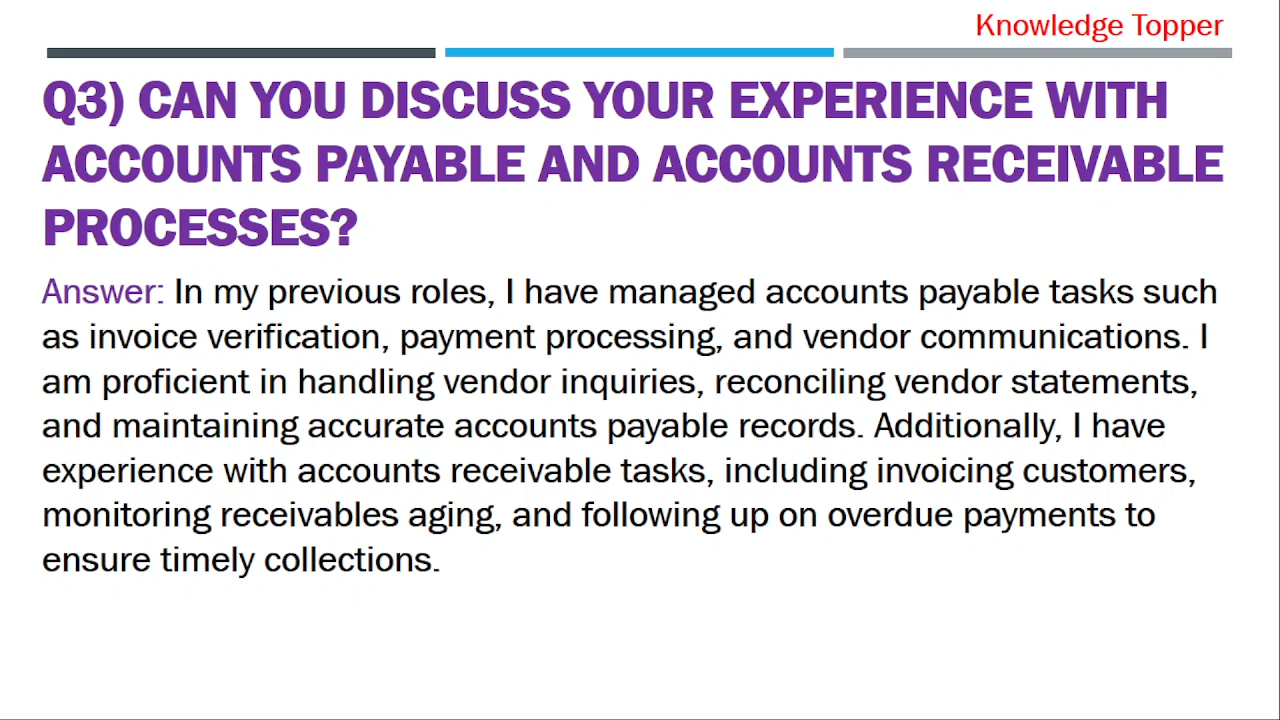 Knowledge Topper
Q3) CAN YOU DISCUSS YOUR EXPERIENCE WITH
ACCOUNTS PAYABLE AND ACCOUNTS RECEIVABLE
PROCESSES?
Answer: In my previous roles, I have managed accounts payable tasks such
as invoice verification, payment processing, and vendor communications. I
am proficient in handling vendor inquiries, reconciling vendor statements,
and maintaining accurate accounts payable records. Additionally, I have
experience with accounts receivable tasks, including invoicing customers,
monitoring receivables aging, and following up on overdue payments to
ensure timely collections.